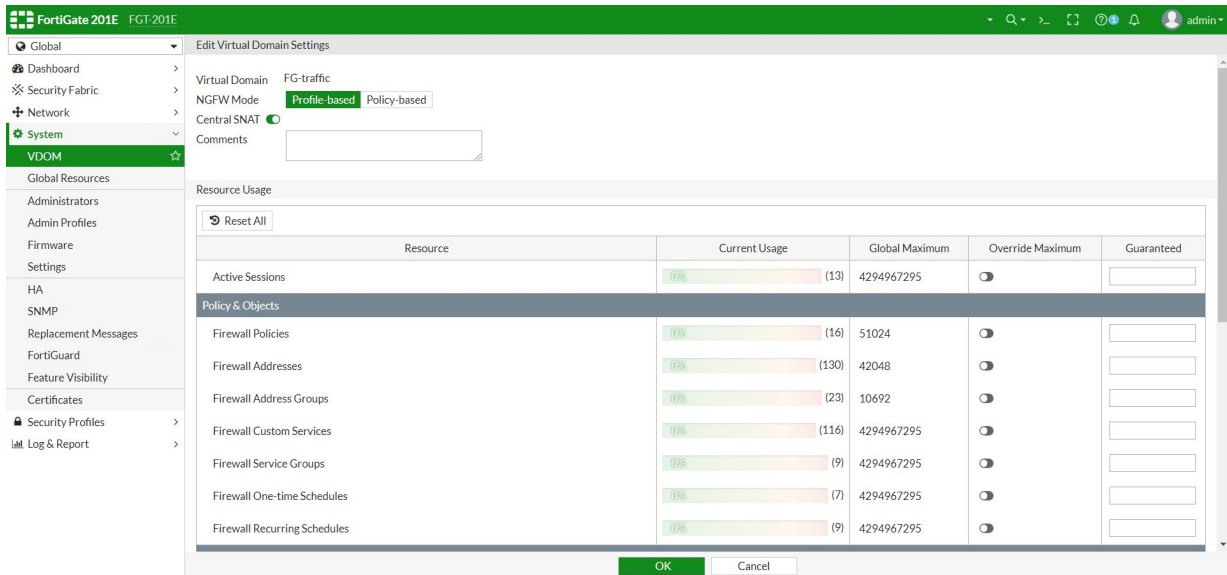 FortiGate 201E FGT-201E
>_ 1 admin
Global
Dashboard
Security Fabric
Network
System
VDOM
Global Resources
Administrators
Admin Profiles
Firmware
Settings
HA
SNMP
Replacement Messages
FortiGuard
Feature Visibility
Certificates
Security Profiles
Log & Report
Edit Virtual Domain Settings
Virtual Domain FG-traffic
NGFW Mode Profile-based Policy-based
Central SNAT
Comments
Resource Usage
Reset All
Resource Current Usage Global Maximum Override Maximum Guaranteed
Active Sessions 0% (13) 4294967295
Policy & Objects
Firewall Policies 0% (16) 51024
Firewall Addresses 0% (130) 42048
Firewall Address Groups 0% (23) 10692
Firewall Custom Services 0% (116) 4294967295
Firewall Service Groups 0% (9) 4294967295
Firewall One-time Schedules 0% (7) 4294967295
Firewall Recurring Schedules 0% (9) 4294967295
OK Cancel